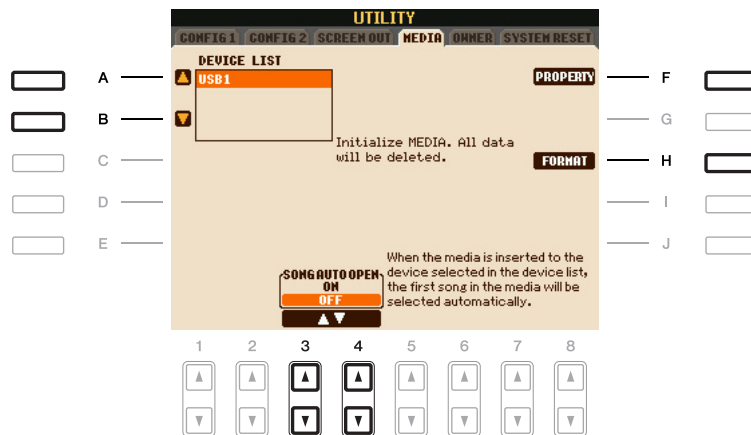 UTILITY
CONFIG 1 CONFIG 2 SCREEN OUT MEDIA OWNER SYSTEM RESET
DEVICE LIST
USB1
PROPERTY
A
F
B
G
Initialize MEDIA. All data
will be deleted.
FORMAT
C
H
D
I
E
J
When the media is inserted to the
device selected in the device list,
the first song in the media will be
selected automatically.
SONG AUTO OPEN
ON
OFF
1 2 3 4 5 6 7 8